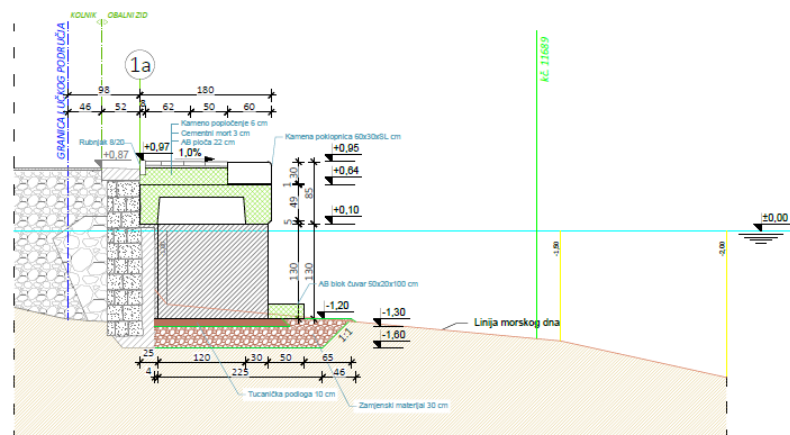 KOLNIK
OBALNI ZID
GRANICA LUČKOG PODRUČJA
kč. 11689
1a
98
180
46
52
8
62
50
60
Kameno popločenje 6 cm
Cementni mort 3 cm
AB ploča 22 cm
Kamena poklopnica 60x30xSL cm
Rubnjak 8/20
+0,97
+0,87
1,0%
+0,95
+0,64
+0,10
30
1
49
85
5
130
130
±0,00
-1,50
-2,00
AB blok čuvar 50x20x100 cm
-1,20
-1,30
-1,60
1:1
Linija morskog dna
25
120
30
50
65
4
225
46
Tucanička podloga 10 cm
Zamjenski materijal 30 cm